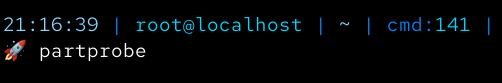 21:16:39 | root@localhost | ~ | cmd:141 |
🚀 partprobe